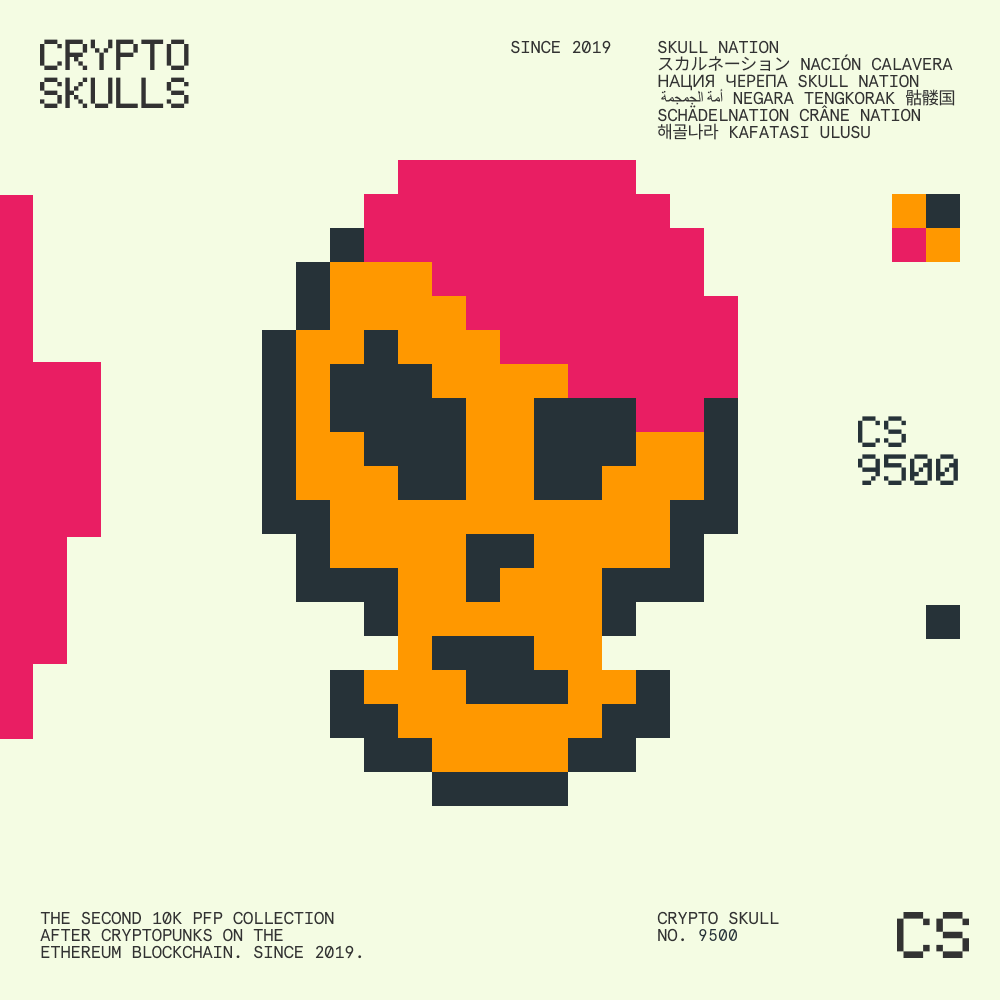 CRYPTO
SKULLS
SINCE 2019
SKULL NATION
スカルネーション NACIÓN CALAVERA
НАЦИЯ ЧЕРЕПА SKULL NATION
أمة الجمجمة NEGARA TENGKORAK 骷髅国
SCHÄDELNATION CRÂNE NATION
해골나라 KAFATASI ULUSU
CS
9500
THE SECOND 10K PFP COLLECTION
AFTER CRYPTOPUNKS ON THE
ETHEREUM BLOCKCHAIN. SINCE 2019.
CRYPTO SKULL
NO. 9500
CS